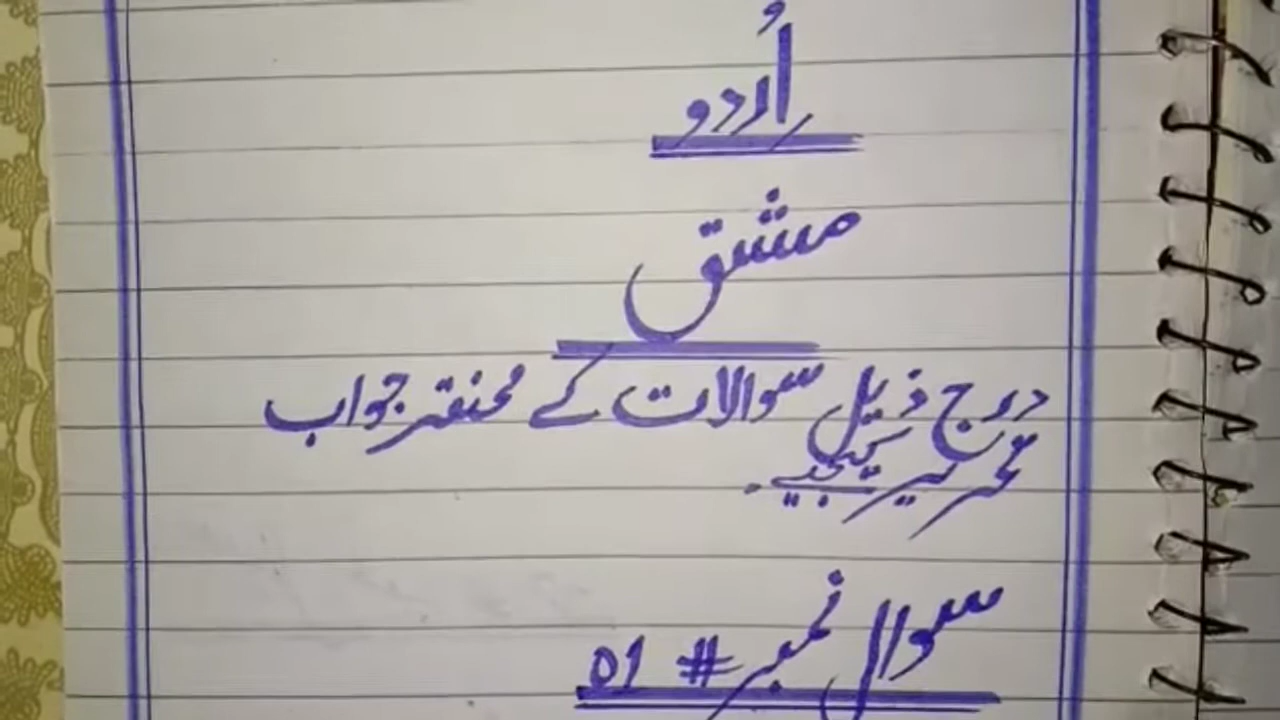 اُردو
مشق
درج ذیل سوالات کے مختصر جواب
تحریر کیجیے۔
سوال نمبر # 01